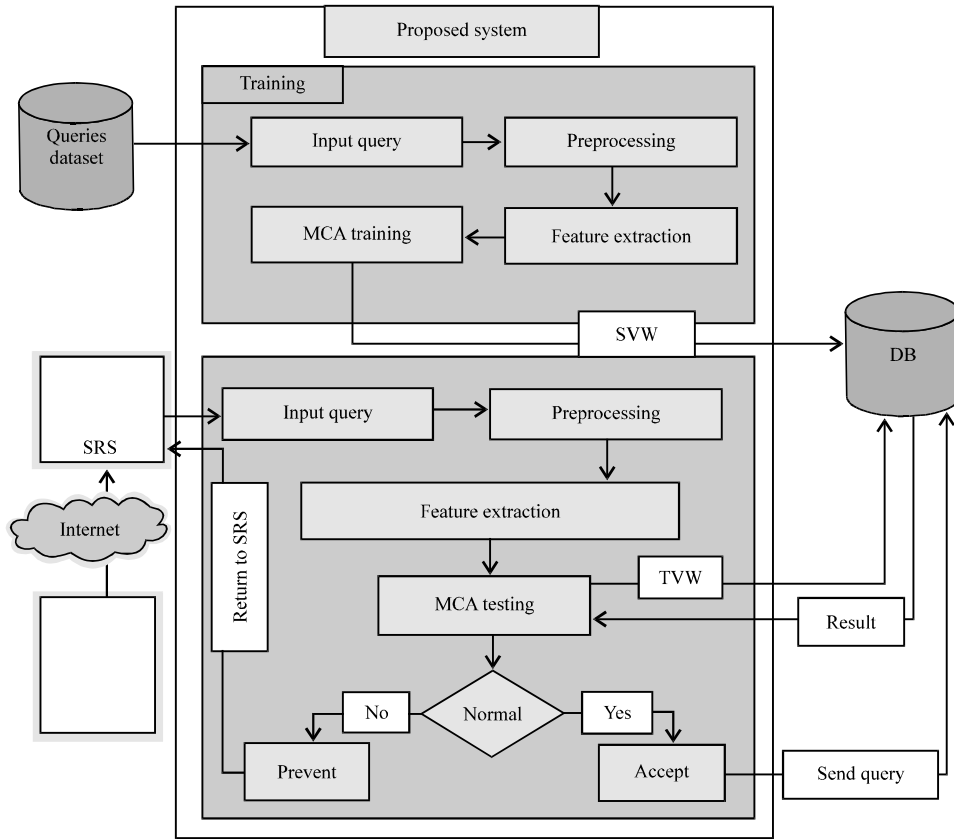 Proposed system
Training
Queries
dataset
Input query
Preprocessing
MCA training
Feature extraction
SVW
DB
Input query
Preprocessing
SRS
Feature extraction
Internet
Return to SRS
MCA testing
TVW
Result
No
Normal
Yes
Prevent
Accept
Send query